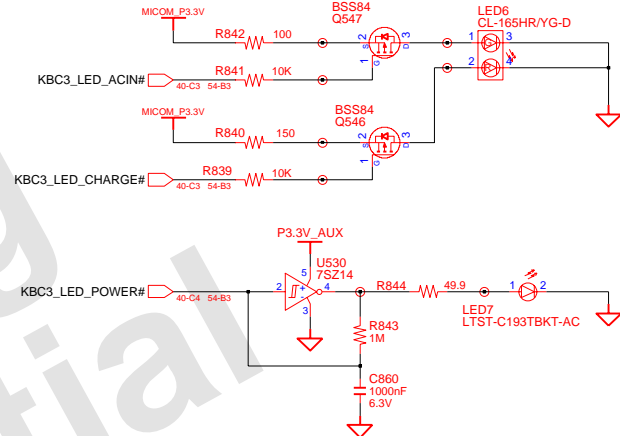 MICOM_P3.3V
BSS84
Q547
LED6
CL-165HR/YG-D
R842 100
2 S 3 D 1 G
1 3
2 4
KBC3_LED_ACIN#
40-C3 54-B3
R841 10K
MICOM_P3.3V
BSS84
Q546
R840 150
2 S 3 D 1 G
KBC3_LED_CHARGE#
40-C3 54-B3
R839 10K
P3.3V_AUX
U530
7SZ14
5
KBC3_LED_POWER#
40-C4 54-B3
2 + - 4
3
R844 49.9
1 2
LED7
LTST-C193TBKT-AC
R843
1M
C860
1000nF
6.3V